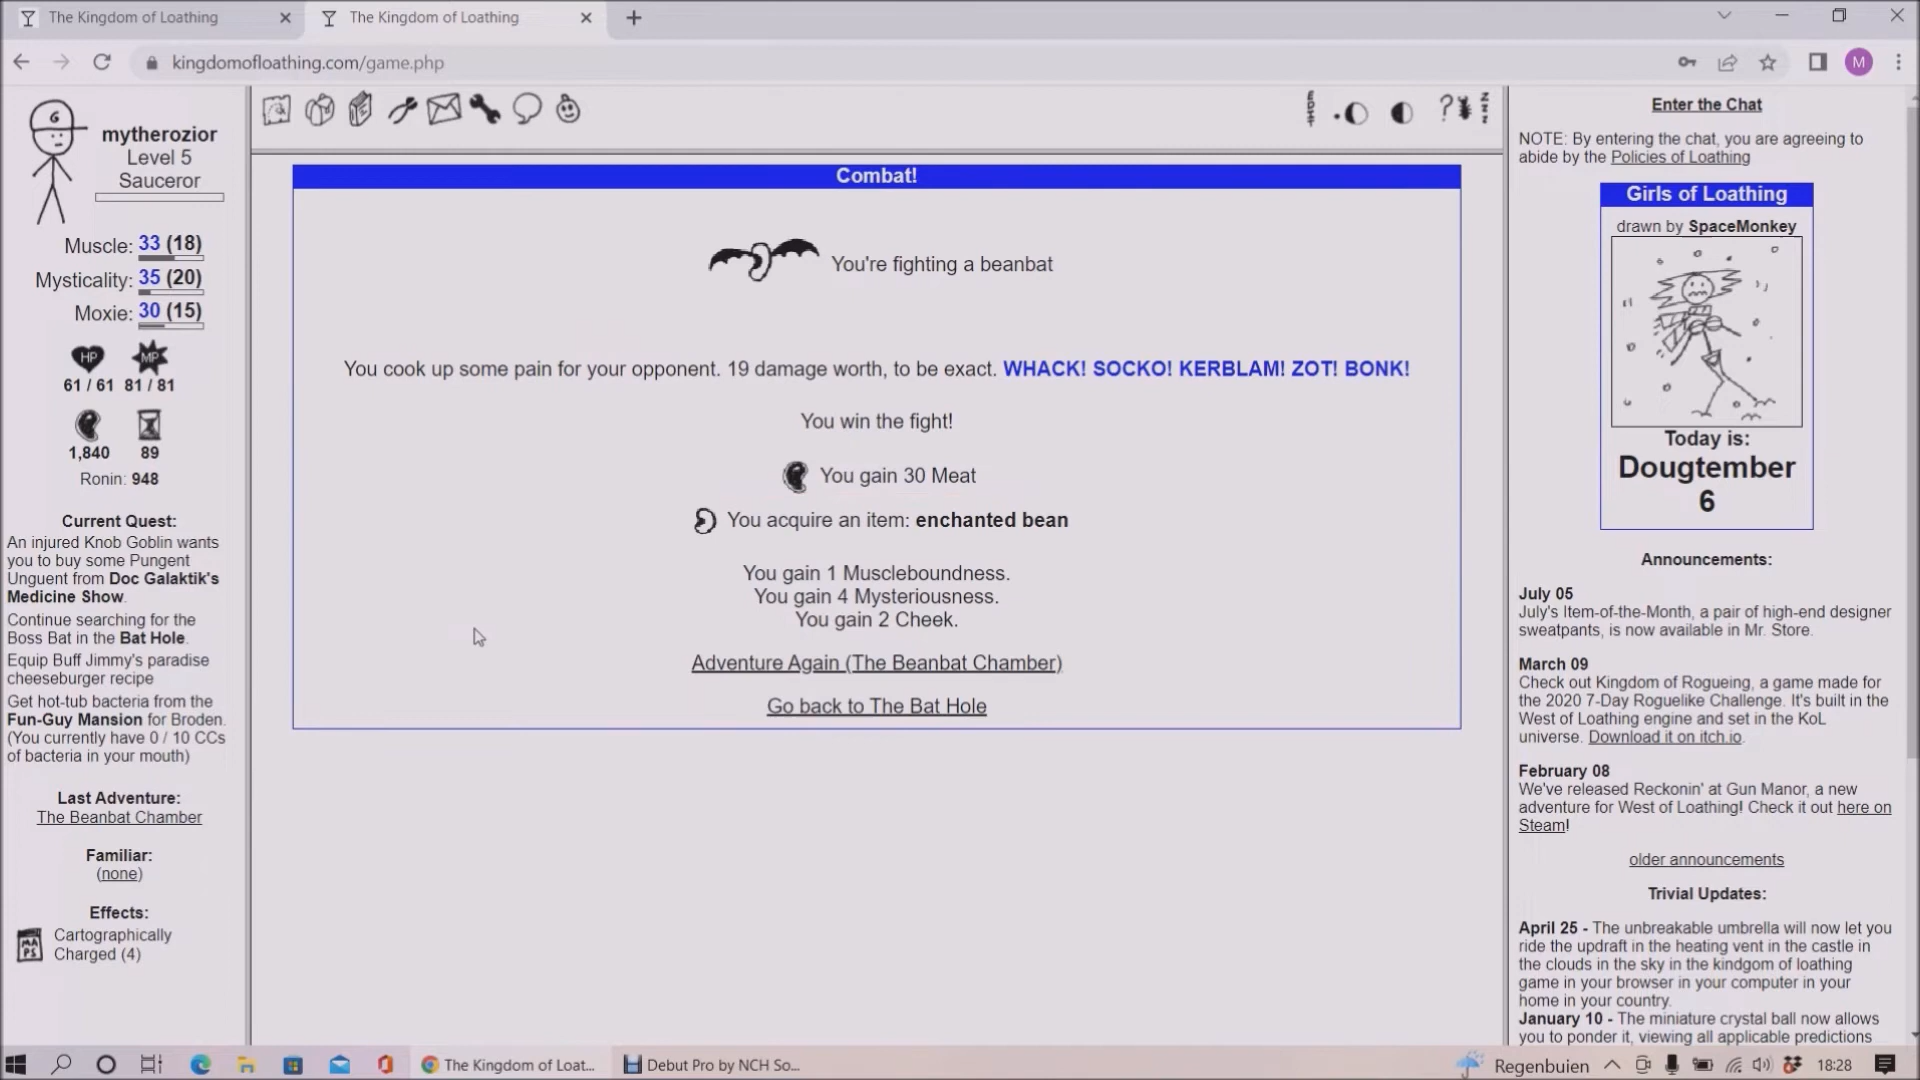 The Kingdom of Loathing
The Kingdom of Loathing
kingdomofloathing.com/game.php
M
G
mytherozior
Level 5
Sauceror
Muscle: 33 (18)
Mysticality: 35 (20)
Moxie: 30 (15)
HP MP
61 / 61 81 / 81
1,840 89
Ronin: 948
Current Quest:
An injured Knob Goblin wants
you to buy some Pungent
Unguent from Doc Galaktik's
Medicine Show.
Continue searching for the
Boss Bat in the Bat Hole.
Equip Buff Jimmy's paradise
cheeseburger recipe
Get hot-tub bacteria from the
Fun-Guy Mansion for Broden.
(You currently have 0 / 10 CCs
of bacteria in your mouth)
Last Adventure:
The Beanbat Chamber
Familiar:
(none)
Effects:
MAPS
Cartographically
Charged (4)
EDIT
?
ZZZZ
Combat!
You're fighting a beanbat
You cook up some pain for your opponent. 19 damage worth, to be exact. WHACK! SOCKO! KERBLAM! ZOT! BONK!
You win the fight!
You gain 30 Meat
You acquire an item: enchanted bean
You gain 1 Muscleboundness.
You gain 4 Mysteriousness.
You gain 2 Cheek.
Adventure Again (The Beanbat Chamber)
Go back to The Bat Hole
Enter the Chat
NOTE: By entering the chat, you are agreeing to
abide by the Policies of Loathing
Girls of Loathing
drawn by SpaceMonkey
Today is:
Dougtember
6
Announcements:
July 05
July's Item-of-the-Month, a pair of high-end designer
sweatpants, is now available in Mr. Store.
March 09
Check out Kingdom of Rogueing, a game made for
the 2020 7-Day Roguelike Challenge. It's built in the
West of Loathing engine and set in the KoL
universe. Download it on itch.io.
February 08
We've released Reckonin' at Gun Manor, a new
adventure for West of Loathing! Check it out here on
Steam!
older announcements
Trivial Updates:
April 25 - The unbreakable umbrella will now let you
ride the updraft in the heating vent in the castle in
the clouds in the sky in the kindgom of loathing
game in your browser in your computer in your
home in your country.
January 10 - The miniature crystal ball now allows
you to ponder it, viewing all applicable predictions
The Kingdom of Loat...
Debut Pro by NCH So...
Regenbuien
18:28